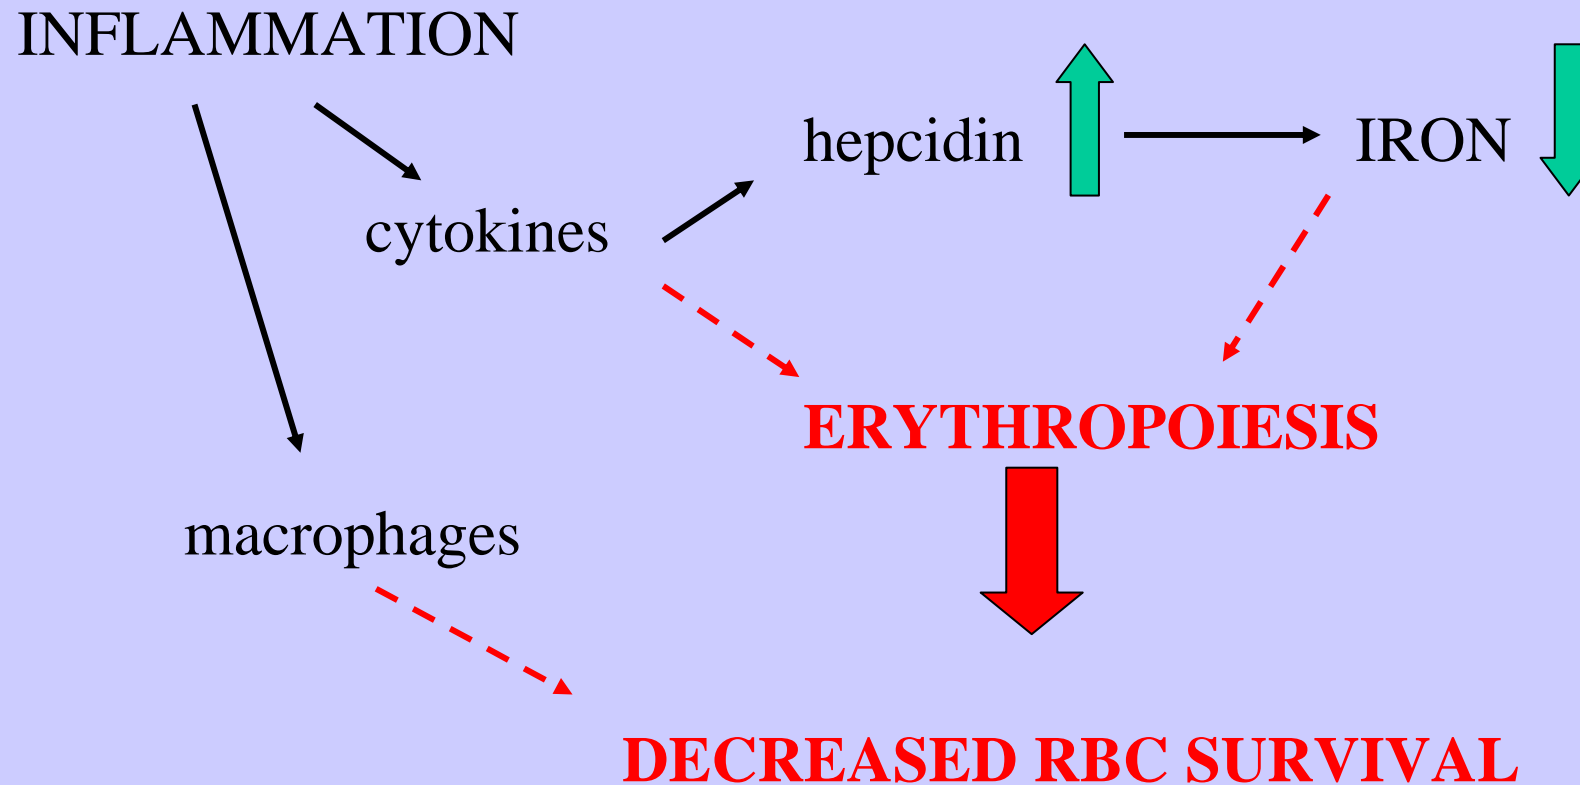 INFLAMMATION
hepcidin
IRON
cytokines
ERYTHROPOIESIS
macrophages
DECREASED RBC SURVIVAL